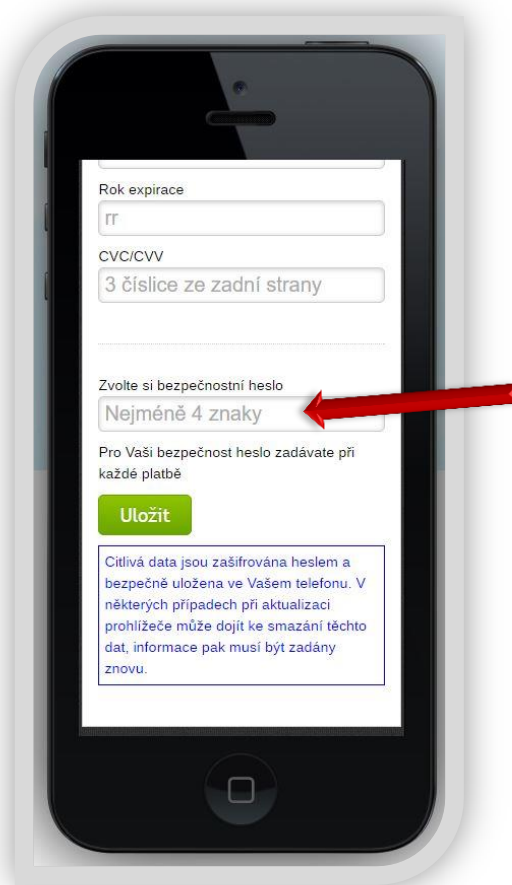 Rok expirace
rr
CVC/CVV
3 číslice ze zadní strany
Zvolte si bezpečnostní heslo
Nejméně 4 znaky
Pro Vaši bezpečnost heslo zadávate při
každé platbě
Uložit
Citlivá data jsou zašifrována heslem a
bezpečně uložena ve Vašem telefonu. V
některých případech při aktualizaci
prohlížeče může dojít ke smazání těchto
dat, informace pak musí být zadány
znovu.